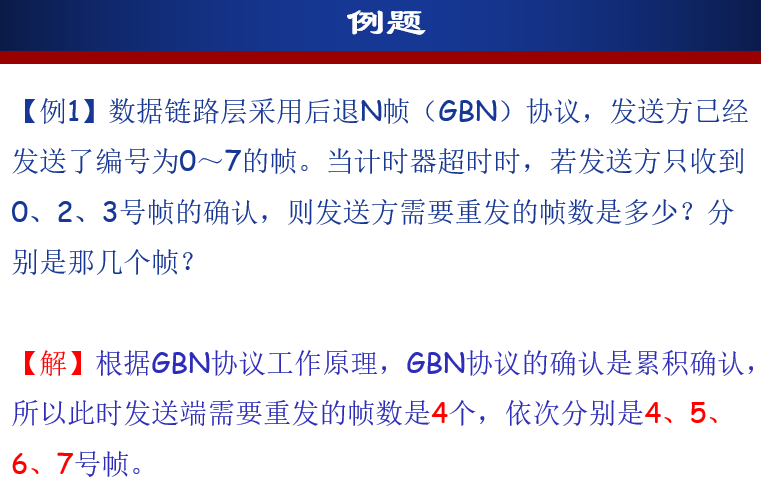 例题
【例1】数据链路层采用后退N帧（GBN）协议，发送方已经
发送了编号为0～7的帧。当计时器超时时，若发送方只收到
0、2、3号帧的确认，则发送方需要重发的帧数是多少？分
别是那几个帧？
【解】根据GBN协议工作原理，GBN协议的确认是累积确认，
所以此时发送端需要重发的帧数是4个，依次分别是4、5、
6、7号帧。